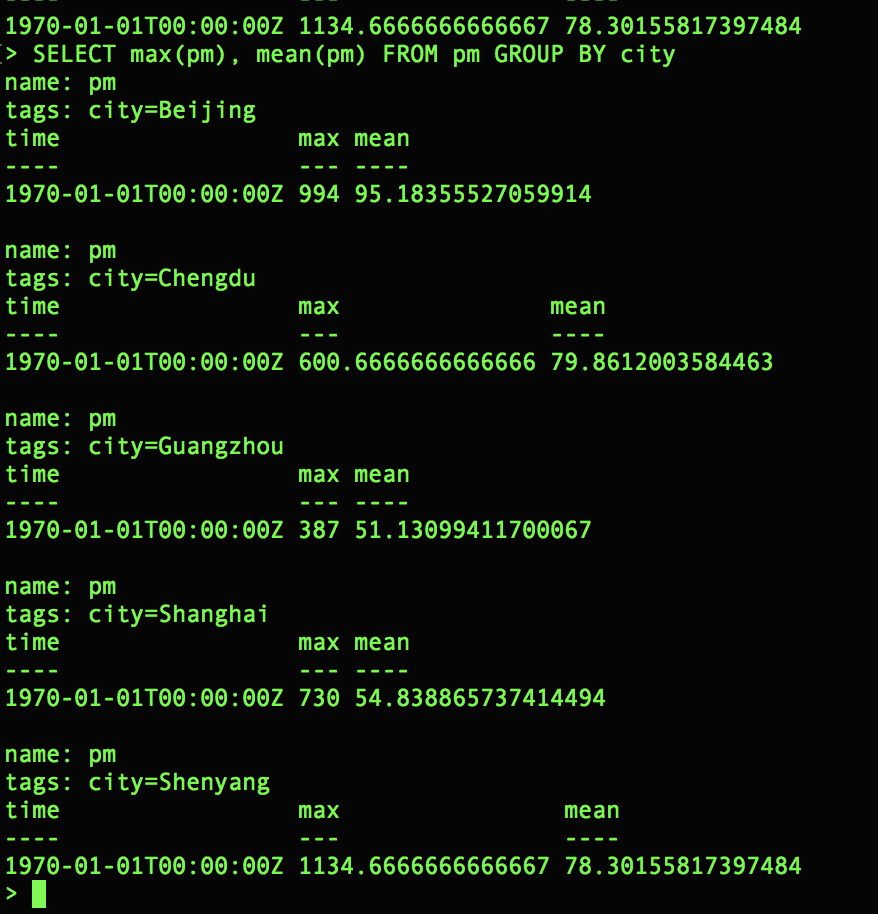 1970-01-01T00:00:00Z 1134.6666666666667 78.30155817397484
> SELECT max(pm), mean(pm) FROM pm GROUP BY city
name: pm
tags: city=Beijing
time                 max mean
----                 --- ----
1970-01-01T00:00:00Z 994 95.18355527059914

name: pm
tags: city=Chengdu
time                 max               mean
----                 ---               ----
1970-01-01T00:00:00Z 600.6666666666666 79.8612003584463

name: pm
tags: city=Guangzhou
time                 max mean
----                 --- ----
1970-01-01T00:00:00Z 387 51.13099411700067

name: pm
tags: city=Shanghai
time                 max mean
----                 --- ----
1970-01-01T00:00:00Z 730 54.838865737414494

name: pm
tags: city=Shenyang
time                 max                mean
----                 ---                ----
1970-01-01T00:00:00Z 1134.6666666666667 78.30155817397484
>